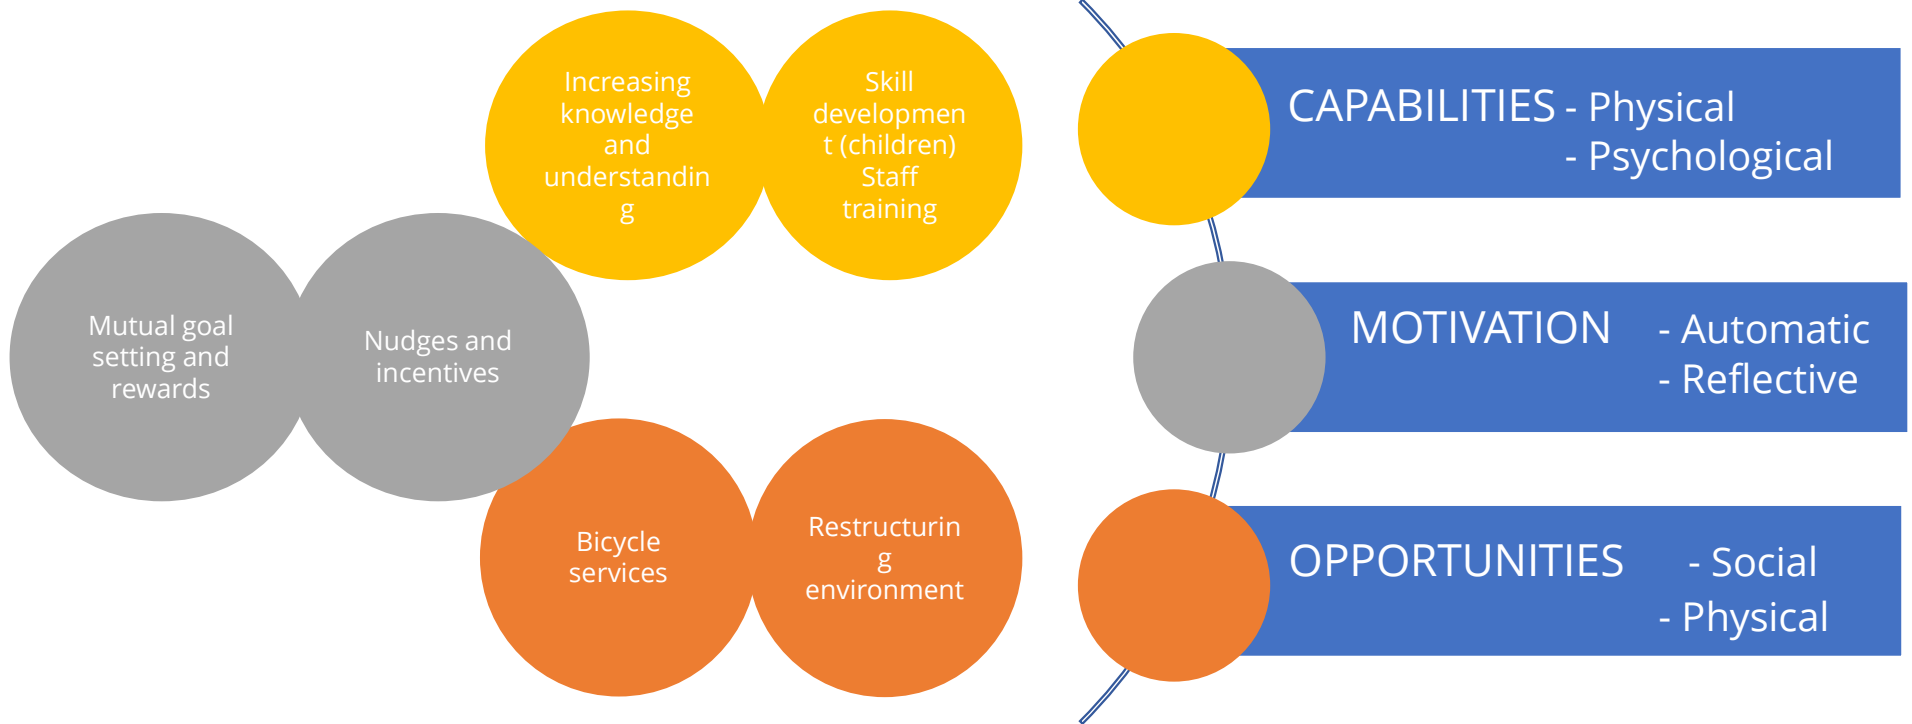 Increasing
knowledge
and
understandin
g
Skill
developmen
t (children)
Staff
training
Mutual goal
setting and
rewards
Nudges and
incentives
Bicycle
services
Restructurin
g
environment
CAPABILITIES - Physical
- Psychological
MOTIVATION - Automatic
- Reflective
OPPORTUNITIES - Social
- Physical